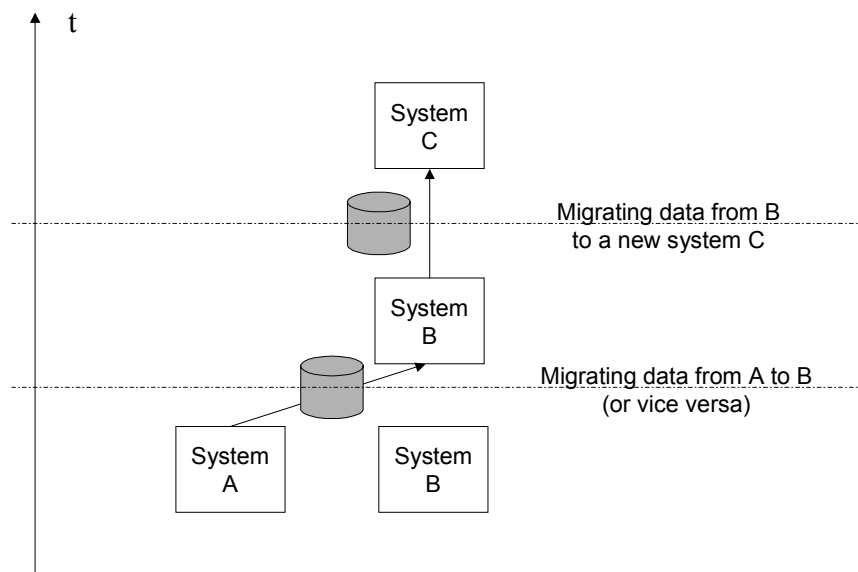 t
System
C
Migrating data from B
to a new system C
System
B
Migrating data from A to B
(or vice versa)
System
A
System
B